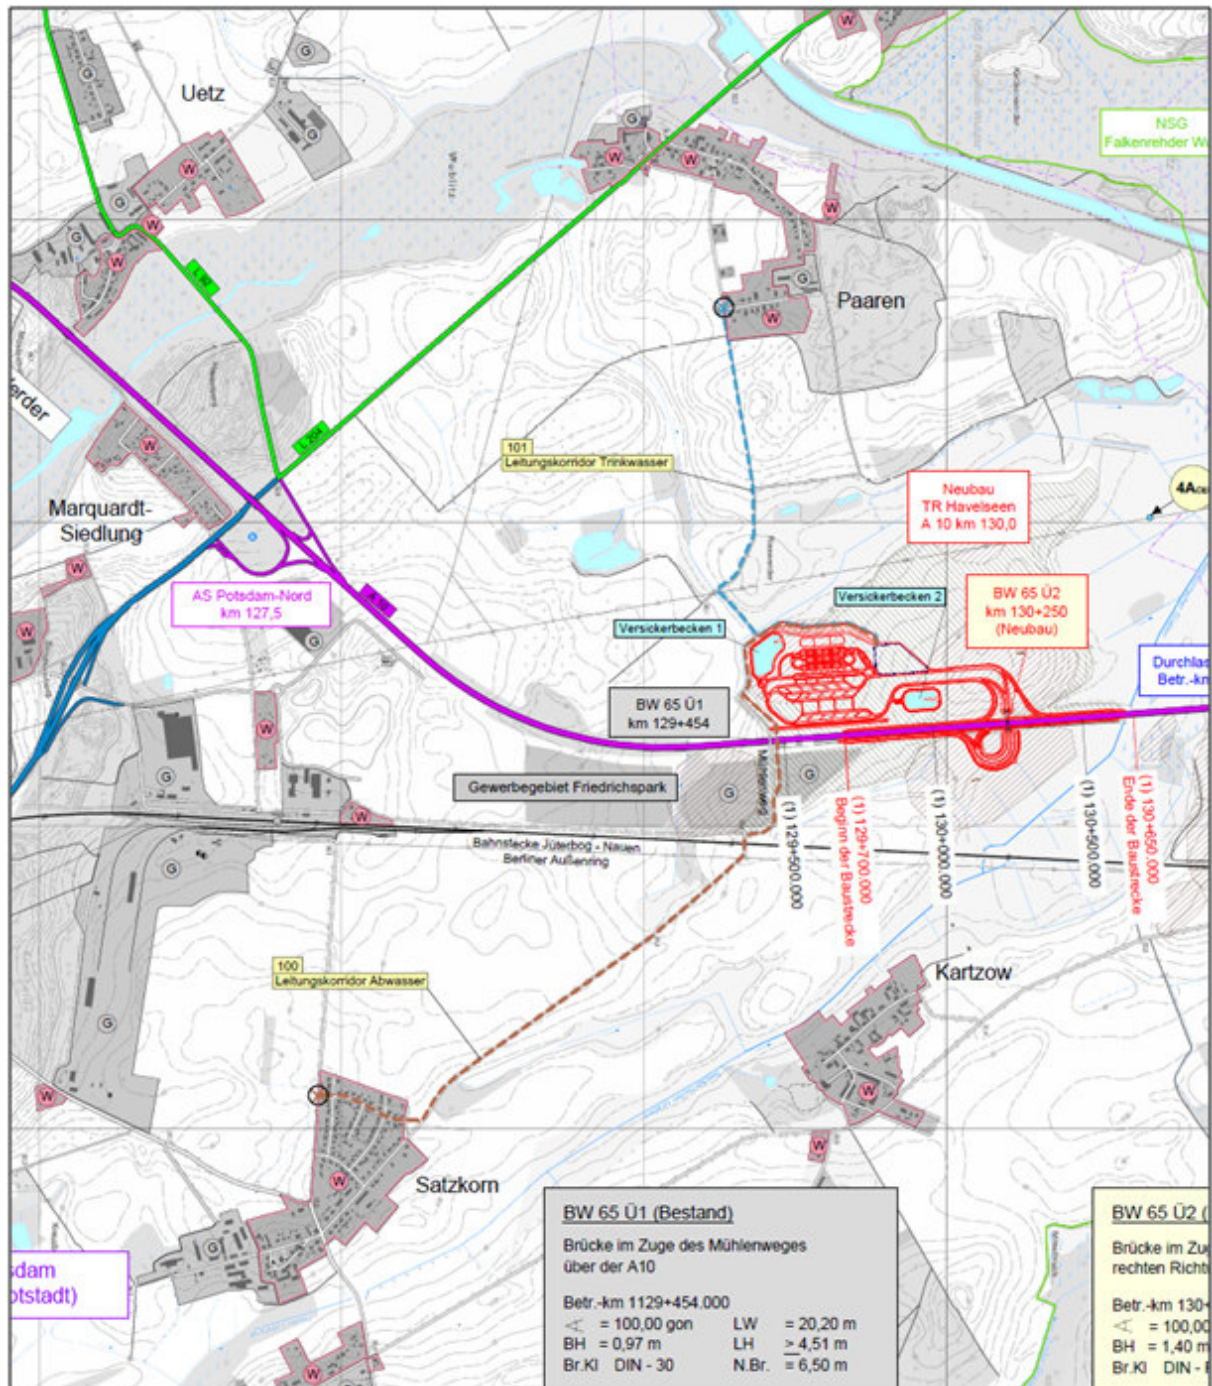 Uetz
NSG
Falkenrehder
Wublitz
L 92
Paaren
erder
L 204
101
Leitungskorridor Trinkwasser
Neubau
TR Havelseen
A 10 km 130,0
Marquardt-
Siedlung
AS Potsdam-Nord
km 127,5
A 10
Versickerbecken 2
BW 65 Ü2
km 130+250
(Neubau)
Versickerbecken 1
Durchlas
Betr.-k
BW 65 Ü1
km 129+454
Mühlenweg
Gewerbegebiet Friedrichspark
(1) 129+500.000
(1) 129+700.000
Beginn der Baustrecke
(1) 130+000.000
(1) 130+500.000
(1) 130+650.000
Ende der Baustrecke
Bahnstecke Jüterbog - Nauen
Berliner Außenring
100
Leitungskorridor Abwasser
Kartzow
Satzkorn
sdam
otstadt)
BW 65 Ü1 (Bestand)
Brücke im Zuge des Mühlenweges
über der A10
Betr.-km 1129+454.000
= 100,00 gon LW = 20,20 m
BH = 0,97 m LH ≥ 4,51 m
Br.Kl DIN - 30 N.Br. = 6,50 m
BW 65 Ü2 (
Brücke im Zu
rechten Richt
Betr.-km 130+
= 100,00
BH = 1,40 m
Br.Kl DIN -